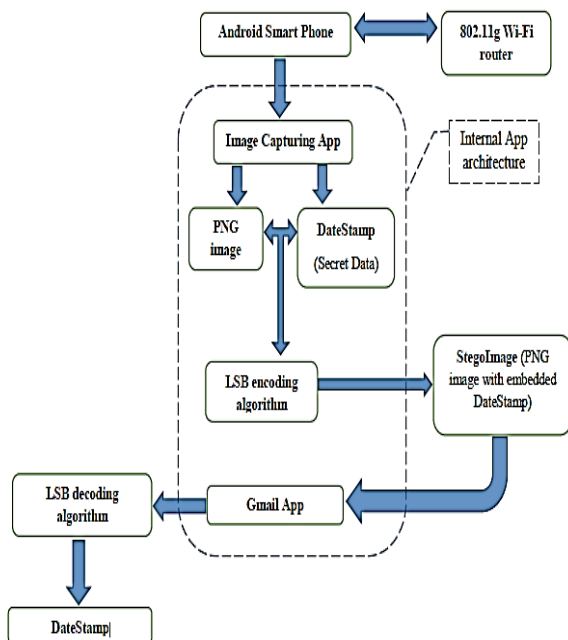 Android Smart Phone
802.11g Wi-Fi
router
Image Capturing App
Internal App
architecture
PNG
image
DateStamp
(Secret Data)
LSB encoding
algorithm
StegoImage (PNG
image with embedded
DateStamp)
LSB decoding
algorithm
Gmail App
DateStamp|